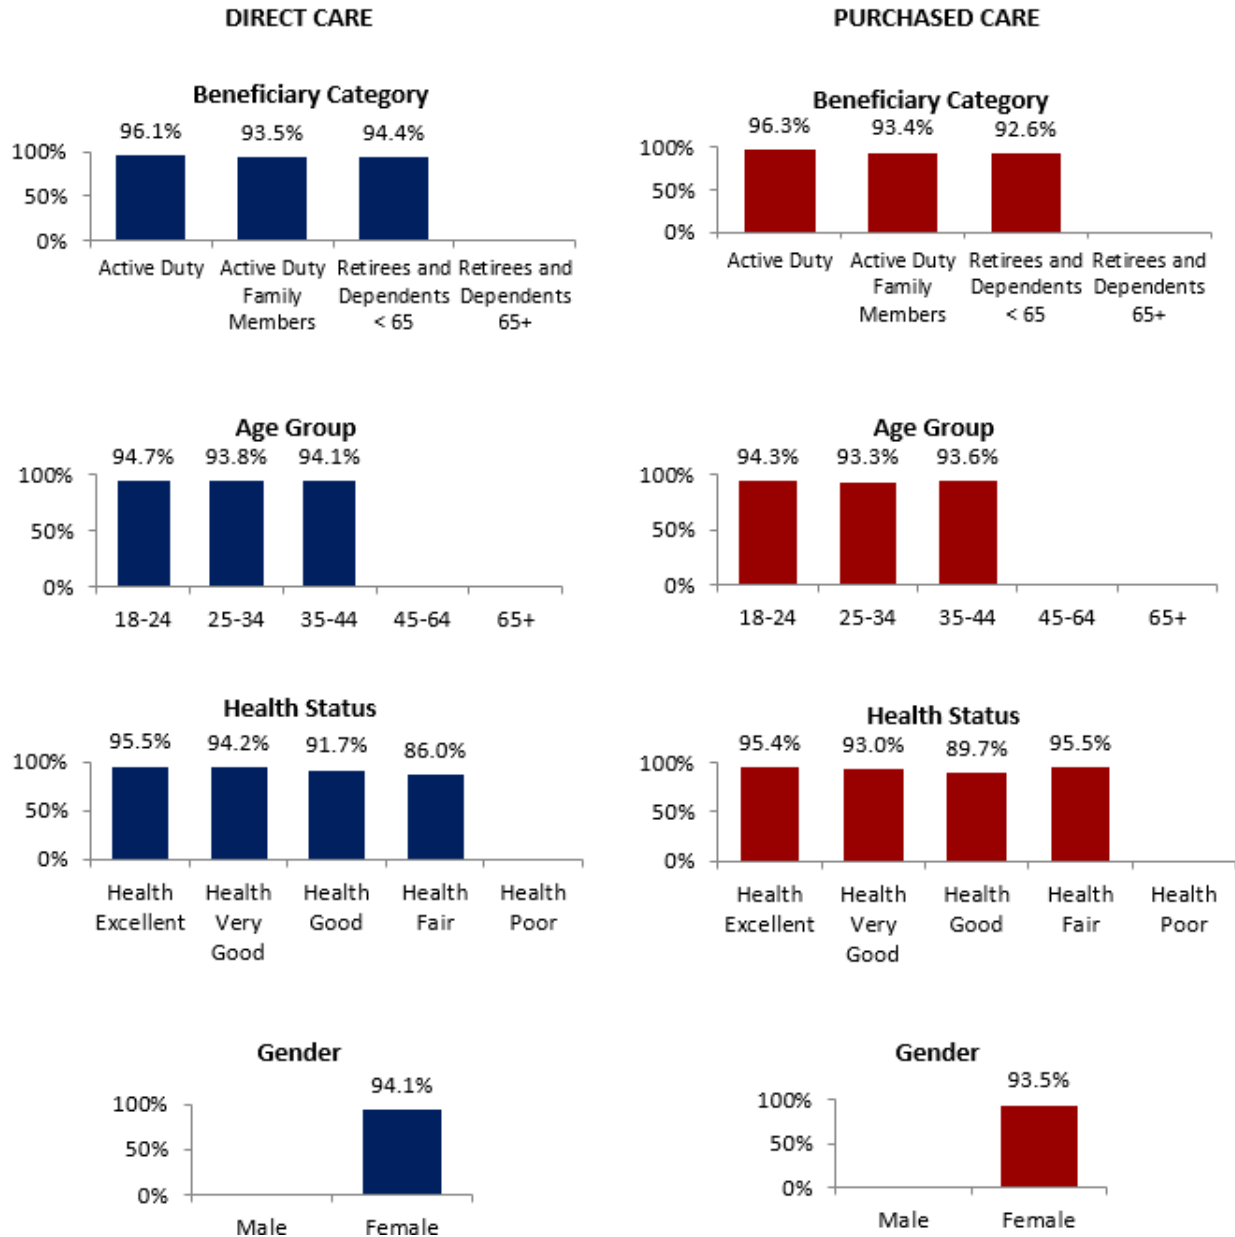 DIRECT CARE
Beneficiary Category
96.1% 93.5% 94.4%
100%
50%
0%
Active Duty Active Duty Retirees and Retirees and
Family Dependents Dependents
Members < 65 65+
Age Group
94.7% 93.8% 94.1%
100%
50%
0%
18-24 25-34 35-44 45-64 65+
Health Status
95.5% 94.2% 91.7% 86.0%
100%
50%
0%
Health Health Health Health Health
Excellent Very Good Fair Poor
Good
Gender
94.1%
100%
50%
0%
Male Female
PURCHASED CARE
Beneficiary Category
96.3% 93.4% 92.6%
100%
50%
0%
Active Duty Active Duty Retirees and Retirees and
Family Dependents Dependents
Members < 65 65+
Age Group
94.3% 93.3% 93.6%
100%
50%
0%
18-24 25-34 35-44 45-64 65+
Health Status
95.4% 93.0% 89.7% 95.5%
100%
50%
0%
Health Health Health Health Health
Excellent Very Good Fair Poor
Good
Gender
93.5%
100%
50%
0%
Male Female